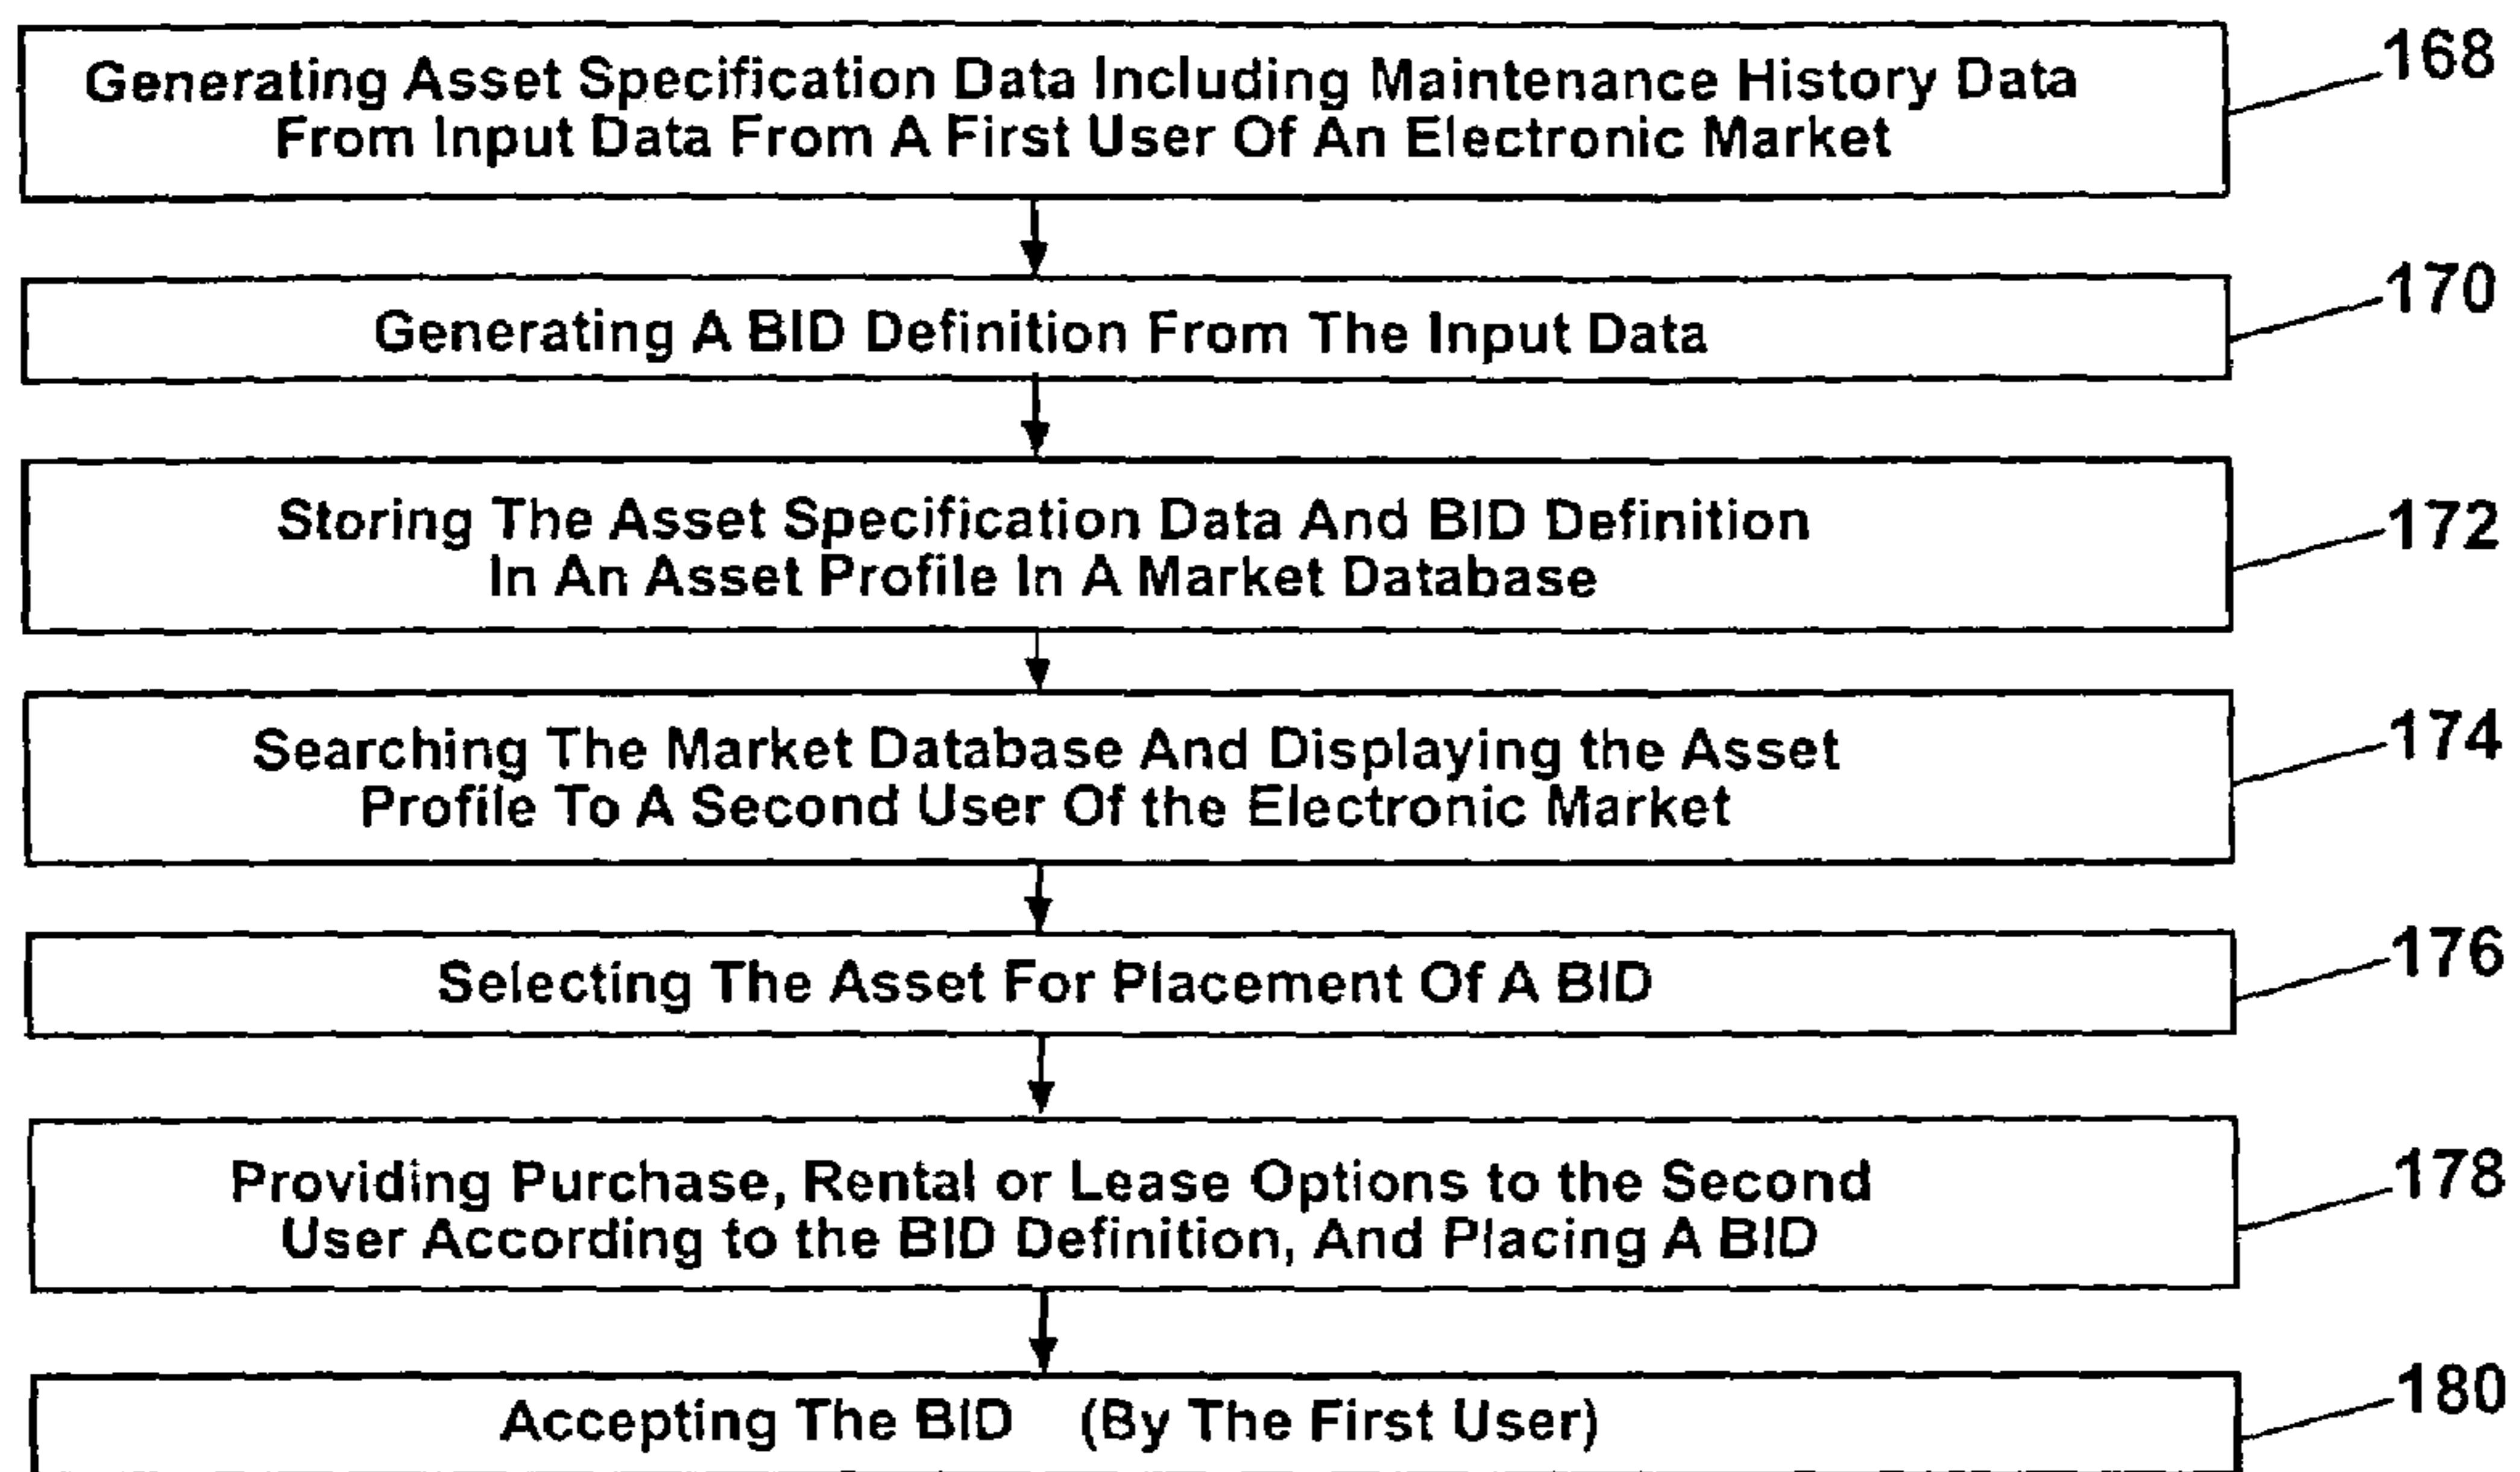 Generating Asset Specification Data Including Maintenance History Data
From Input Data From A First User Of An Electronic Market
168
Generating A BID Definition From The Input Data
170
Storing The Asset Specification Data And BID Definition
In An Asset Profile In A Market Database
172
Searching The Market Database And Displaying the Asset
Profile To A Second User Of the Electronic Market
174
Selecting The Asset For Placement Of A BID
176
Providing Purchase, Rental or Lease Options to the Second
User According to the BID Definition, And Placing A BID
178
Accepting The BID (By The First User)
180